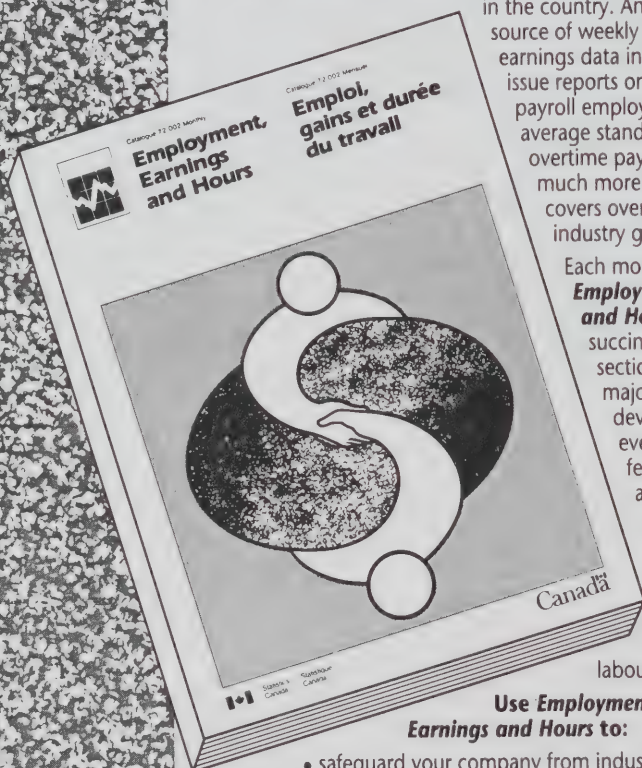 in the country. An
source of weekly
earnings data in
issue reports on
payroll employ
average stand
overtime pay
much more
covers over
industry g
Each mo
Employ
and Ho
succin
sectio
majo
dev
eve
fe
a
Catalogue 72 002 Monthly
Employment,
Earnings
and Hours
Catalogue 72 002 Mensuel
Emploi,
gains et durée
du travail
Canada
Statistics
Canada
Statistique
Canada
labou
Use Employmen
Earnings and Hours to:
• safeguard your company from indus